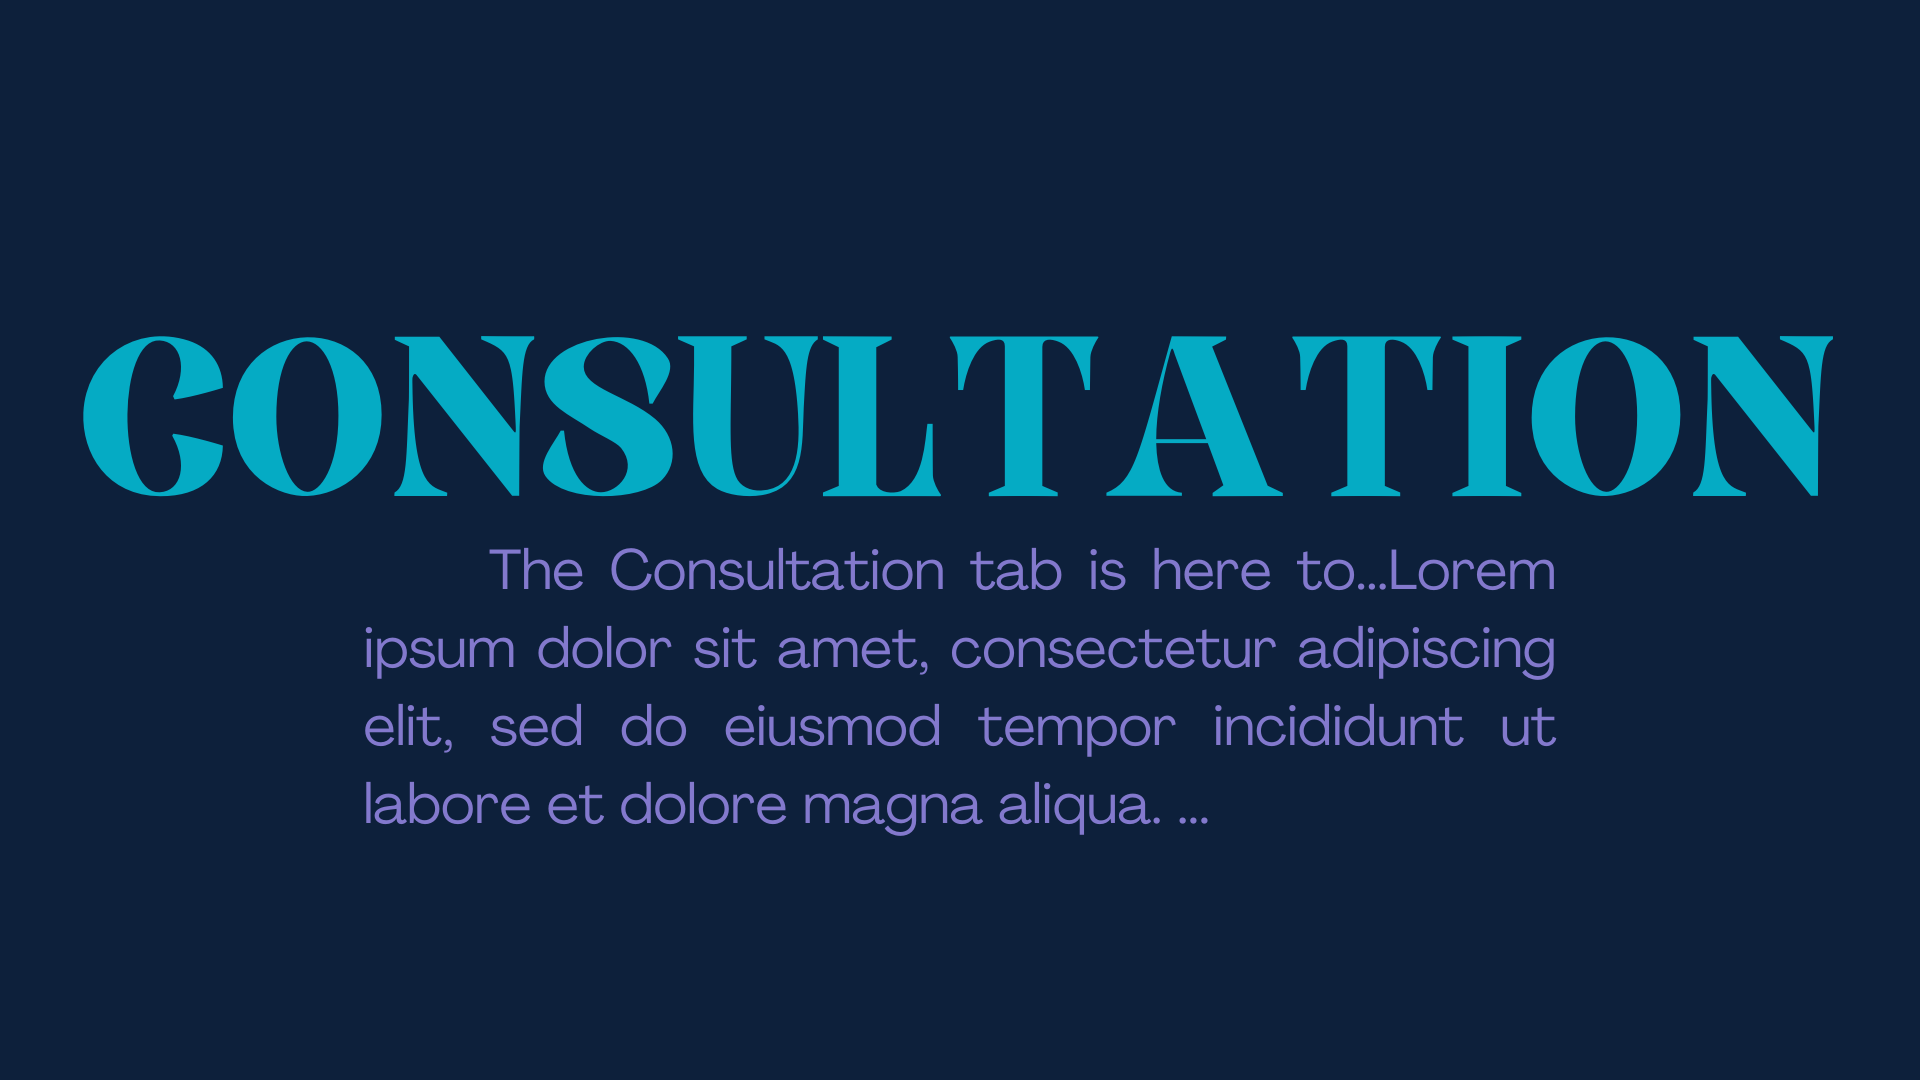 CONSULTATION
The Consultation tab is here to...Lorem
ipsum dolor sit amet, consectetur adipiscing
elit, sed do eiusmod tempor incididunt ut
labore et dolore magna aliqua. ...